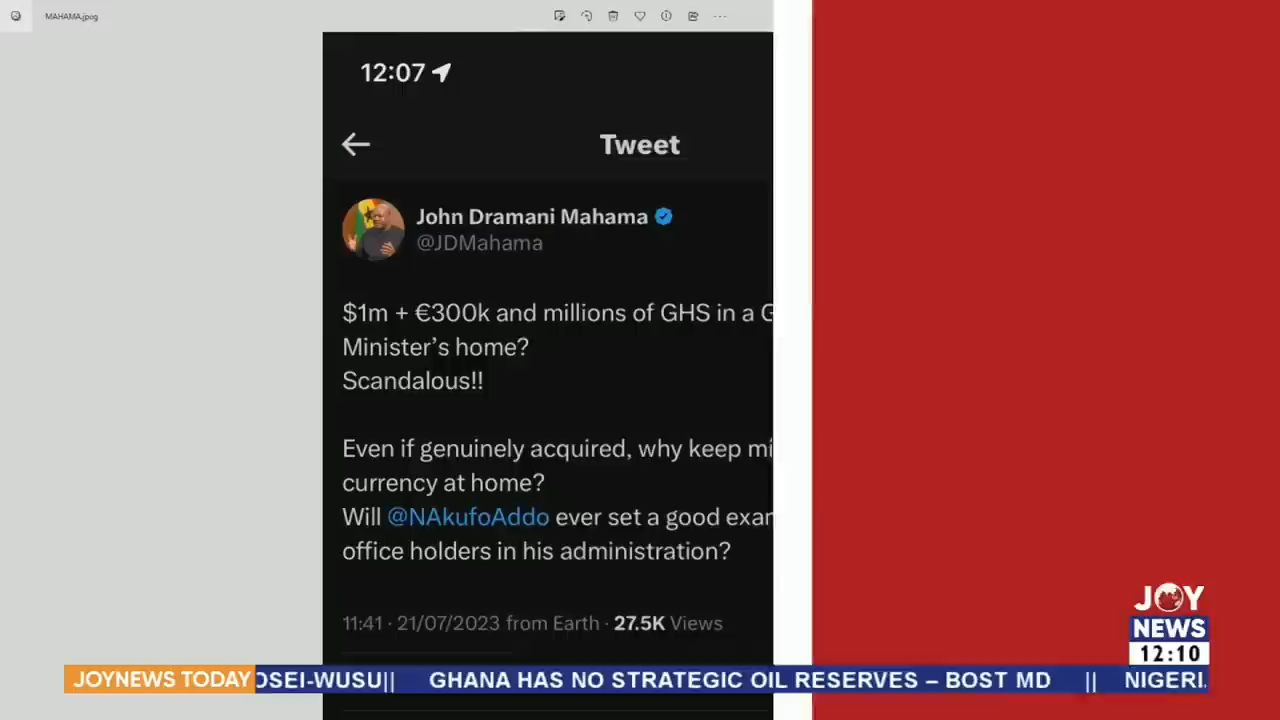 MAHAMA.jpog
12:07
Tweet
John Dramani Mahama
@JDMahama
$1m + €300k and millions of GHS in a G
Minister's home?
Scandalous!!
Even if genuinely acquired, why keep mi
currency at home?
Will @NAkufoAddo ever set a good exam
office holders in his administration?
11:41 · 21/07/2023 from Earth · 27.5K Views
JOY
NEWS
12:10
JOYNEWS TODAY
OSEI-WUSU|| GHANA HAS NO STRATEGIC OIL RESERVES – BOST MD || NIGERI